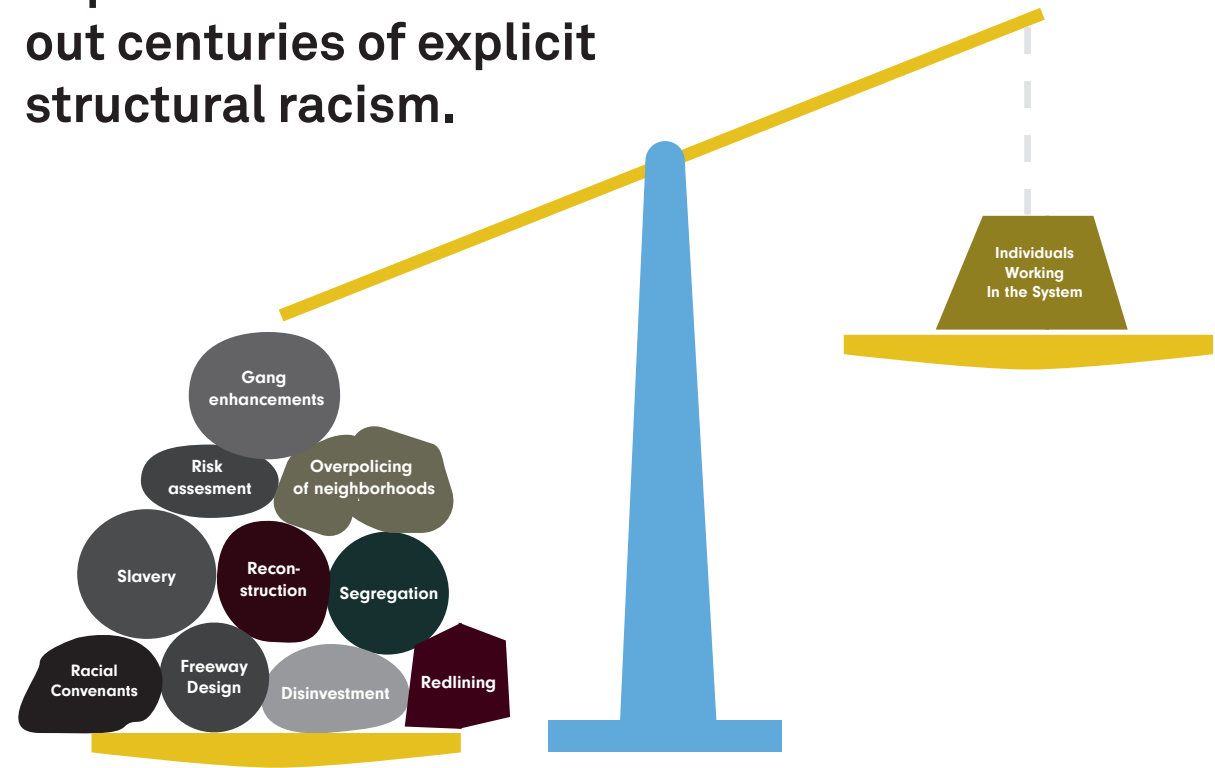 out centuries of explicit
structural racism.
Individuals
Working
In the System
Gang
enhancements
Risk
assesment
Overpolicing
of neighborhoods
Slavery
Recon-
struction
Segregation
Racial
Convenants
Freeway
Design
Disinvestment
Redlining